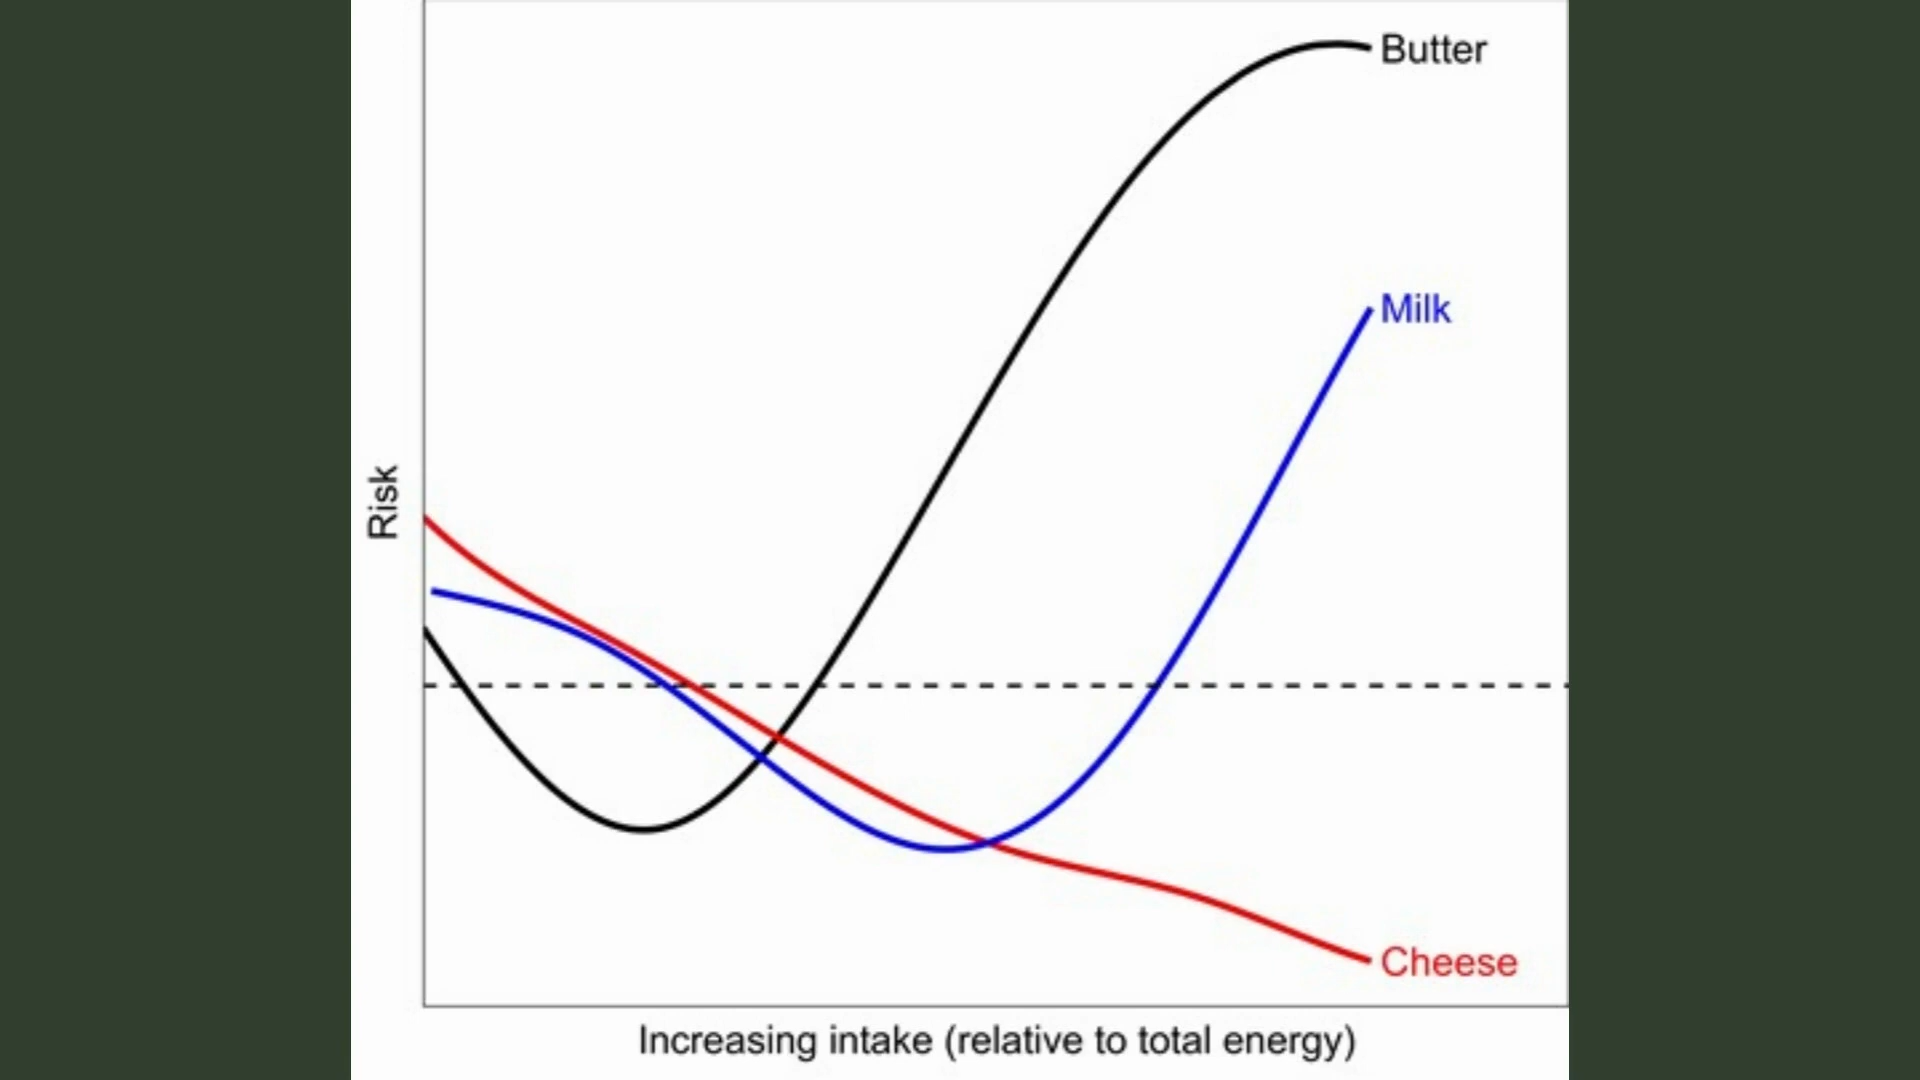 Butter
Milk
Risk
Cheese
Increasing intake (relative to total energy)